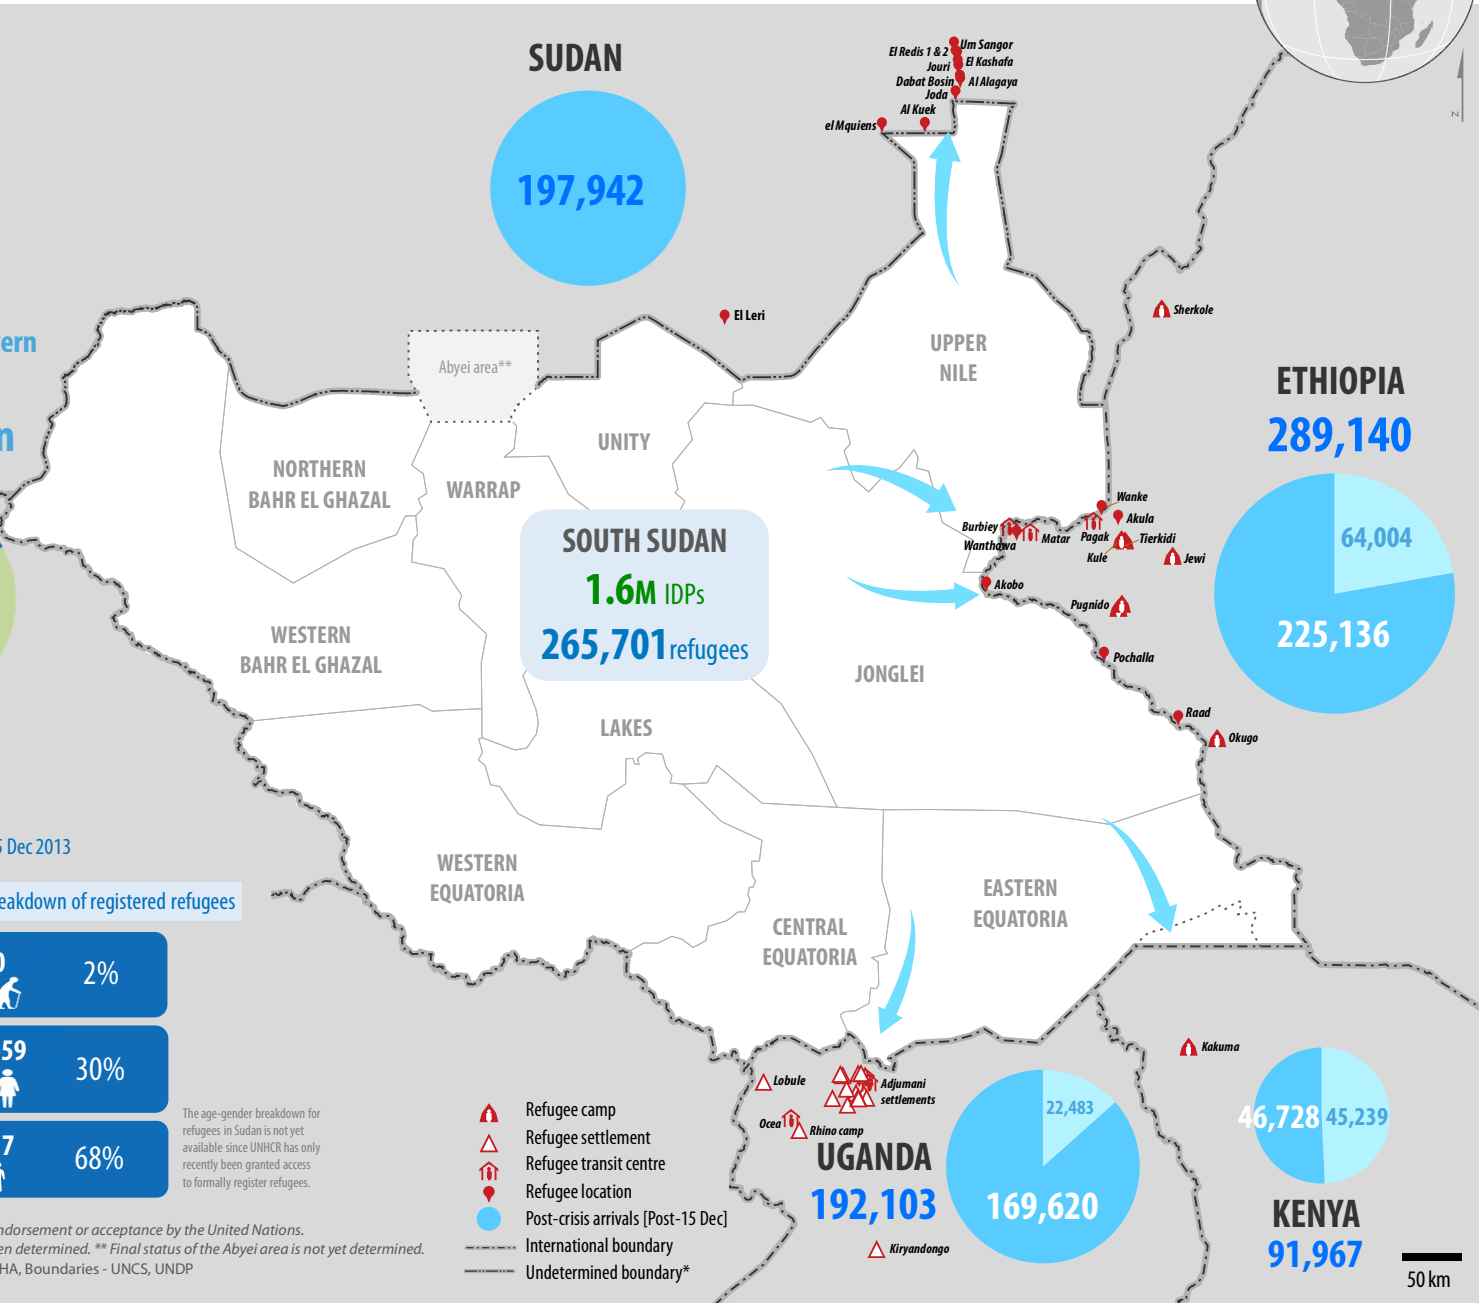 SUDAN
197,942
Um Sangor
El Redis 1 & 2
El Kashafa
Jouri
Dabat Bosin
Al Alagaya
Joda
Al Kuek
el Mquiens
z
El Leri
Sherkole
ern
n
Abyei area**
UPPER
NILE
ETHIOPIA
289,140
64,004
225,136
UNITY
NORTHERN
BAHR EL GHAZAL
WARRAP
SOUTH SUDAN
1.6M IDPs
265,701 refugees
Wanke
Burbiey
Akula
Wanthowa
Matar
Pagak
Tierkidi
Kule
Jewi
Akobo
Pugnido
Pochalla
Raad
Okugo
WESTERN
BAHR EL GHAZAL
JONGLEI
LAKES
5 Dec 2013
eakdown of registered refugees
0
2%
59
30%
7
68%
The age-gender breakdown for
refugees in Sudan is not yet
available since UNHCR has only
recently been granted access
to formally register refugees.
WESTERN
EQUATORIA
CENTRAL
EQUATORIA
EASTERN
EQUATORIA
Kakuma
Lobule
Adjumani
settlements
Ocea
Rhino camp
UGANDA
192,103
22,483
169,620
Kiryandongo
46,728
45,239
KENYA
91,967
Refugee camp
Refugee settlement
Refugee transit centre
Refugee location
Post-crisis arrivals [Post-15 Dec]
International boundary
Undetermined boundary*
ndorsement or acceptance by the United Nations.
en determined. ** Final status of the Abyei area is not yet determined.
HA, Boundaries - UNCS, UNDP
50 km